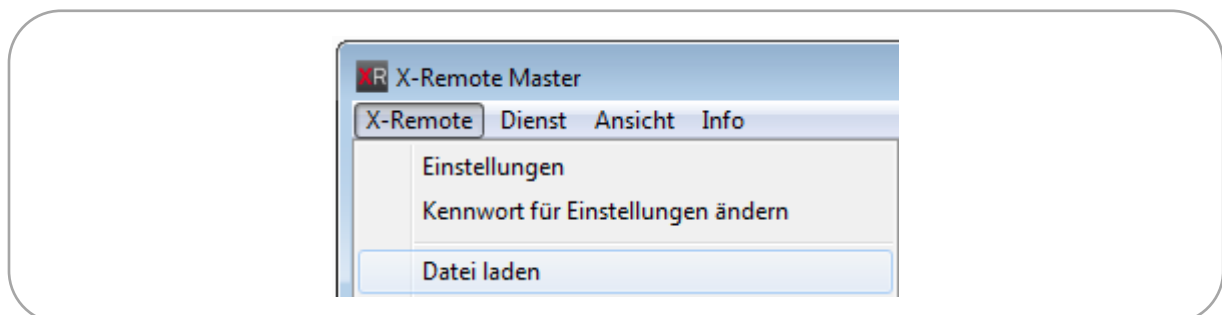 XR X-Remote Master
X-Remote Dienst Ansicht Info
Einstellungen
Kennwort für Einstellungen ändern
Datei laden